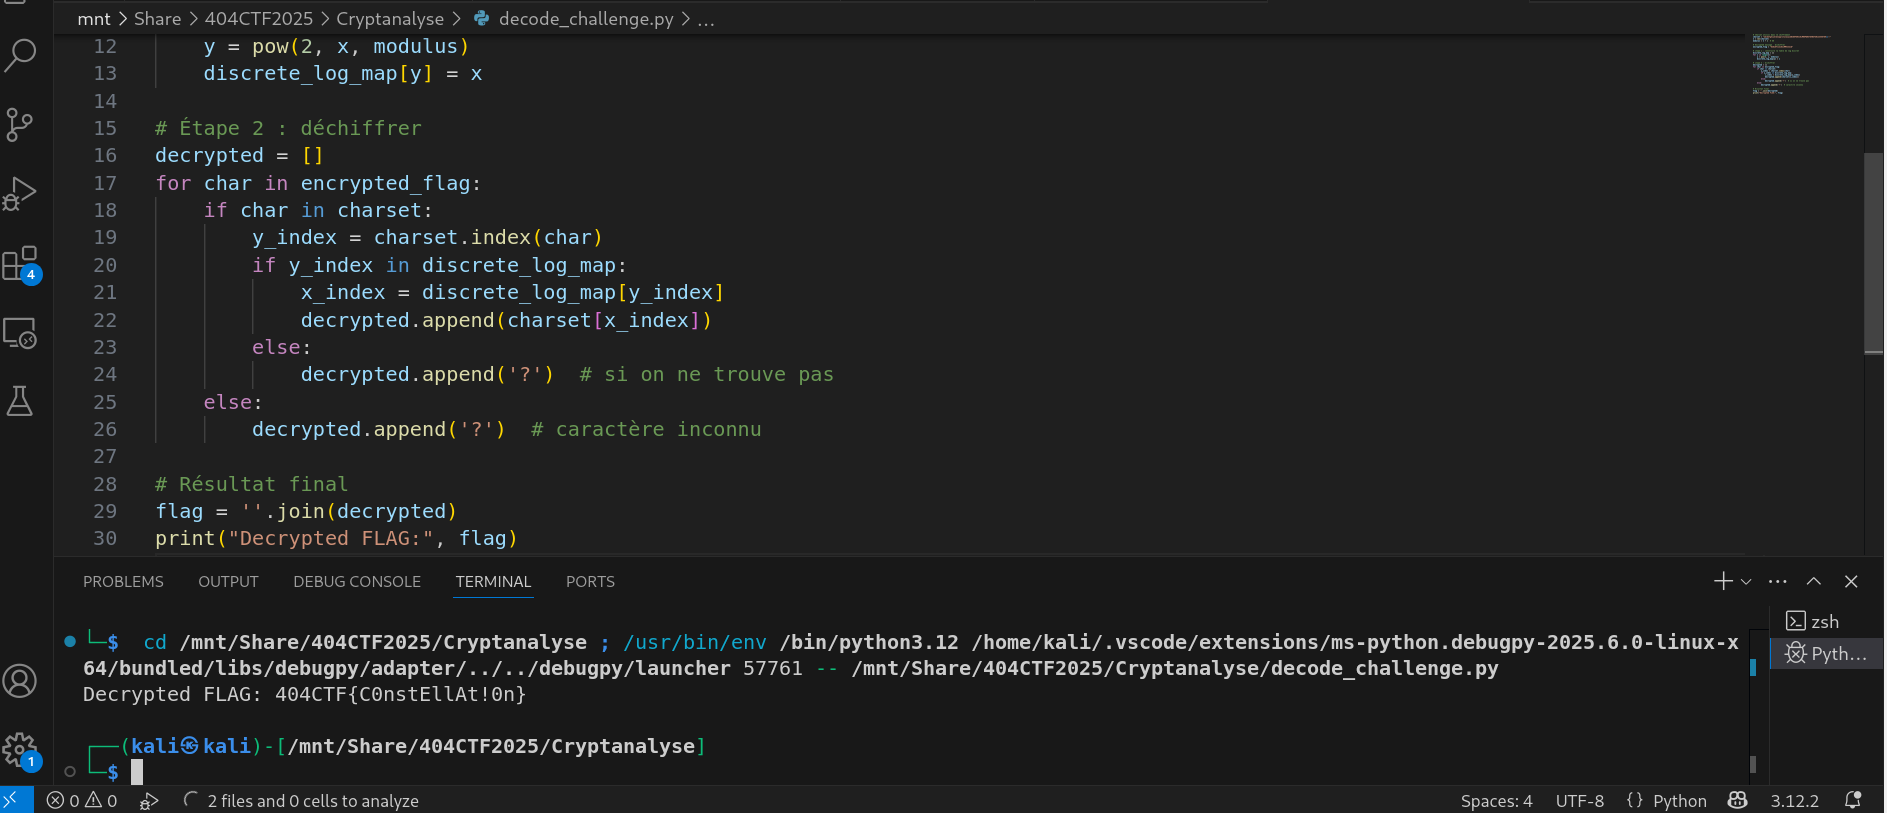 mnt > Share > 404CTF2025 > Cryptanalyse > decode_challenge.py > ...
12 y = pow(2, x, modulus)
13 discrete_log_map[y] = x
14
15 # Étape 2 : déchiffrer
16 decrypted = []
17 for char in encrypted_flag:
18 if char in charset:
19 y_index = charset.index(char)
20 if y_index in discrete_log_map:
21 x_index = discrete_log_map[y_index]
22 decrypted.append(charset[x_index])
23 else:
24 decrypted.append('?') # si on ne trouve pas
25 else:
26 decrypted.append('?') # caractère inconnu
27
28 # Résultat final
29 flag = ''.join(decrypted)
30 print("Decrypted FLAG:", flag)
4
1
PROBLEMS OUTPUT DEBUG CONSOLE TERMINAL PORTS
└─$ cd /mnt/Share/404CTF2025/Cryptanalyse ; /usr/bin/env /bin/python3.12 /home/kali/.vscode/extensions/ms-python.debugpy-2025.6.0-linux-x
64/bundled/libs/debugpy/adapter/../../debugpy/launcher 57761 -- /mnt/Share/404CTF2025/Cryptanalyse/decode_challenge.py
Decrypted FLAG: 404CTF{C0nstEllAt!0n}
┌──(kali㉿kali)-[/mnt/Share/404CTF2025/Cryptanalyse]
└─$
zsh
Pyth...
0 0 2 files and 0 cells to analyze
Spaces: 4 UTF-8 {} Python 3.12.2